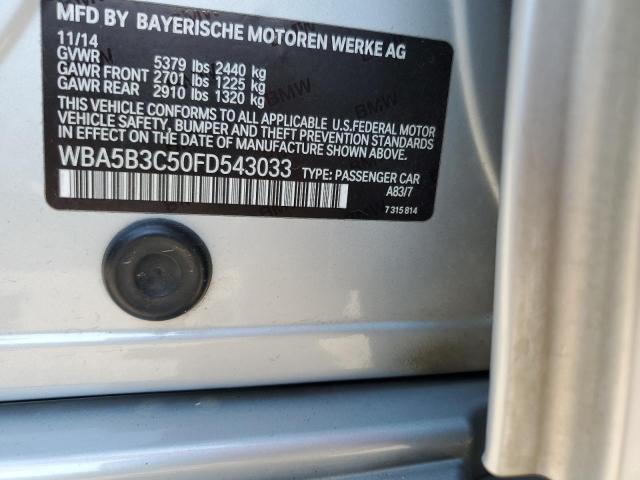 MFD BY BAYERISCHE MOTOREN WERKE AG
11/14
GVWR 5379 lbs 2440 kg
GAWR FRONT 2701 lbs 1225 kg
GAWR REAR 2910 lbs 1320 kg
THIS VEHICLE CONFORMS TO ALL APPLICABLE U.S.FEDERAL MOTOR
VEHICLE SAFETY, BUMPER AND THEFT PREVENTION STANDARDS
IN EFFECT ON THE DATE OF MANUFACTURE SHOWN ABOVE.
WBA5B3C50FD543033 TYPE: PASSENGER CAR
A83/7
7 315 814
BMW
BMW